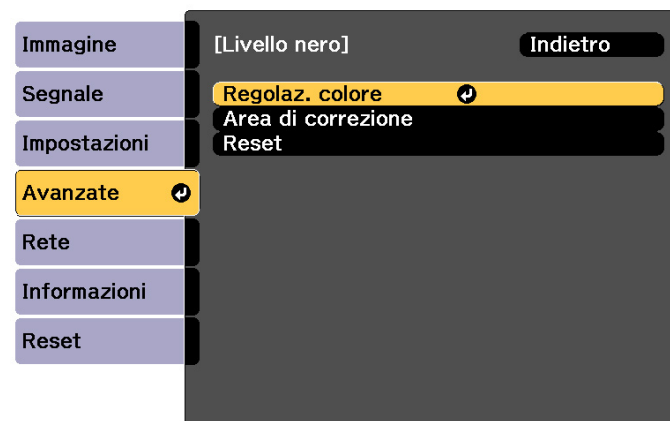 Immagine
Segnale
Impostazioni
Avanzate
Rete
Informazioni
Reset
[Livello nero] Indietro
Regolaz. colore
Area di correzione
Reset